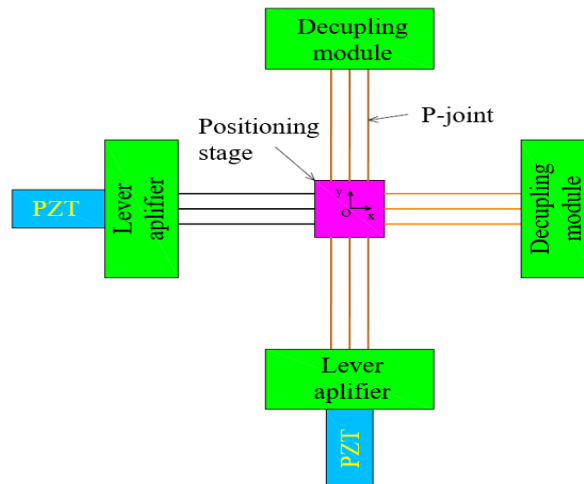 Decupling
module
P-joint
Positioning
stage
y
O
x
PZT
Lever
aplifier
Decupling
module
Lever
aplifier
PZT